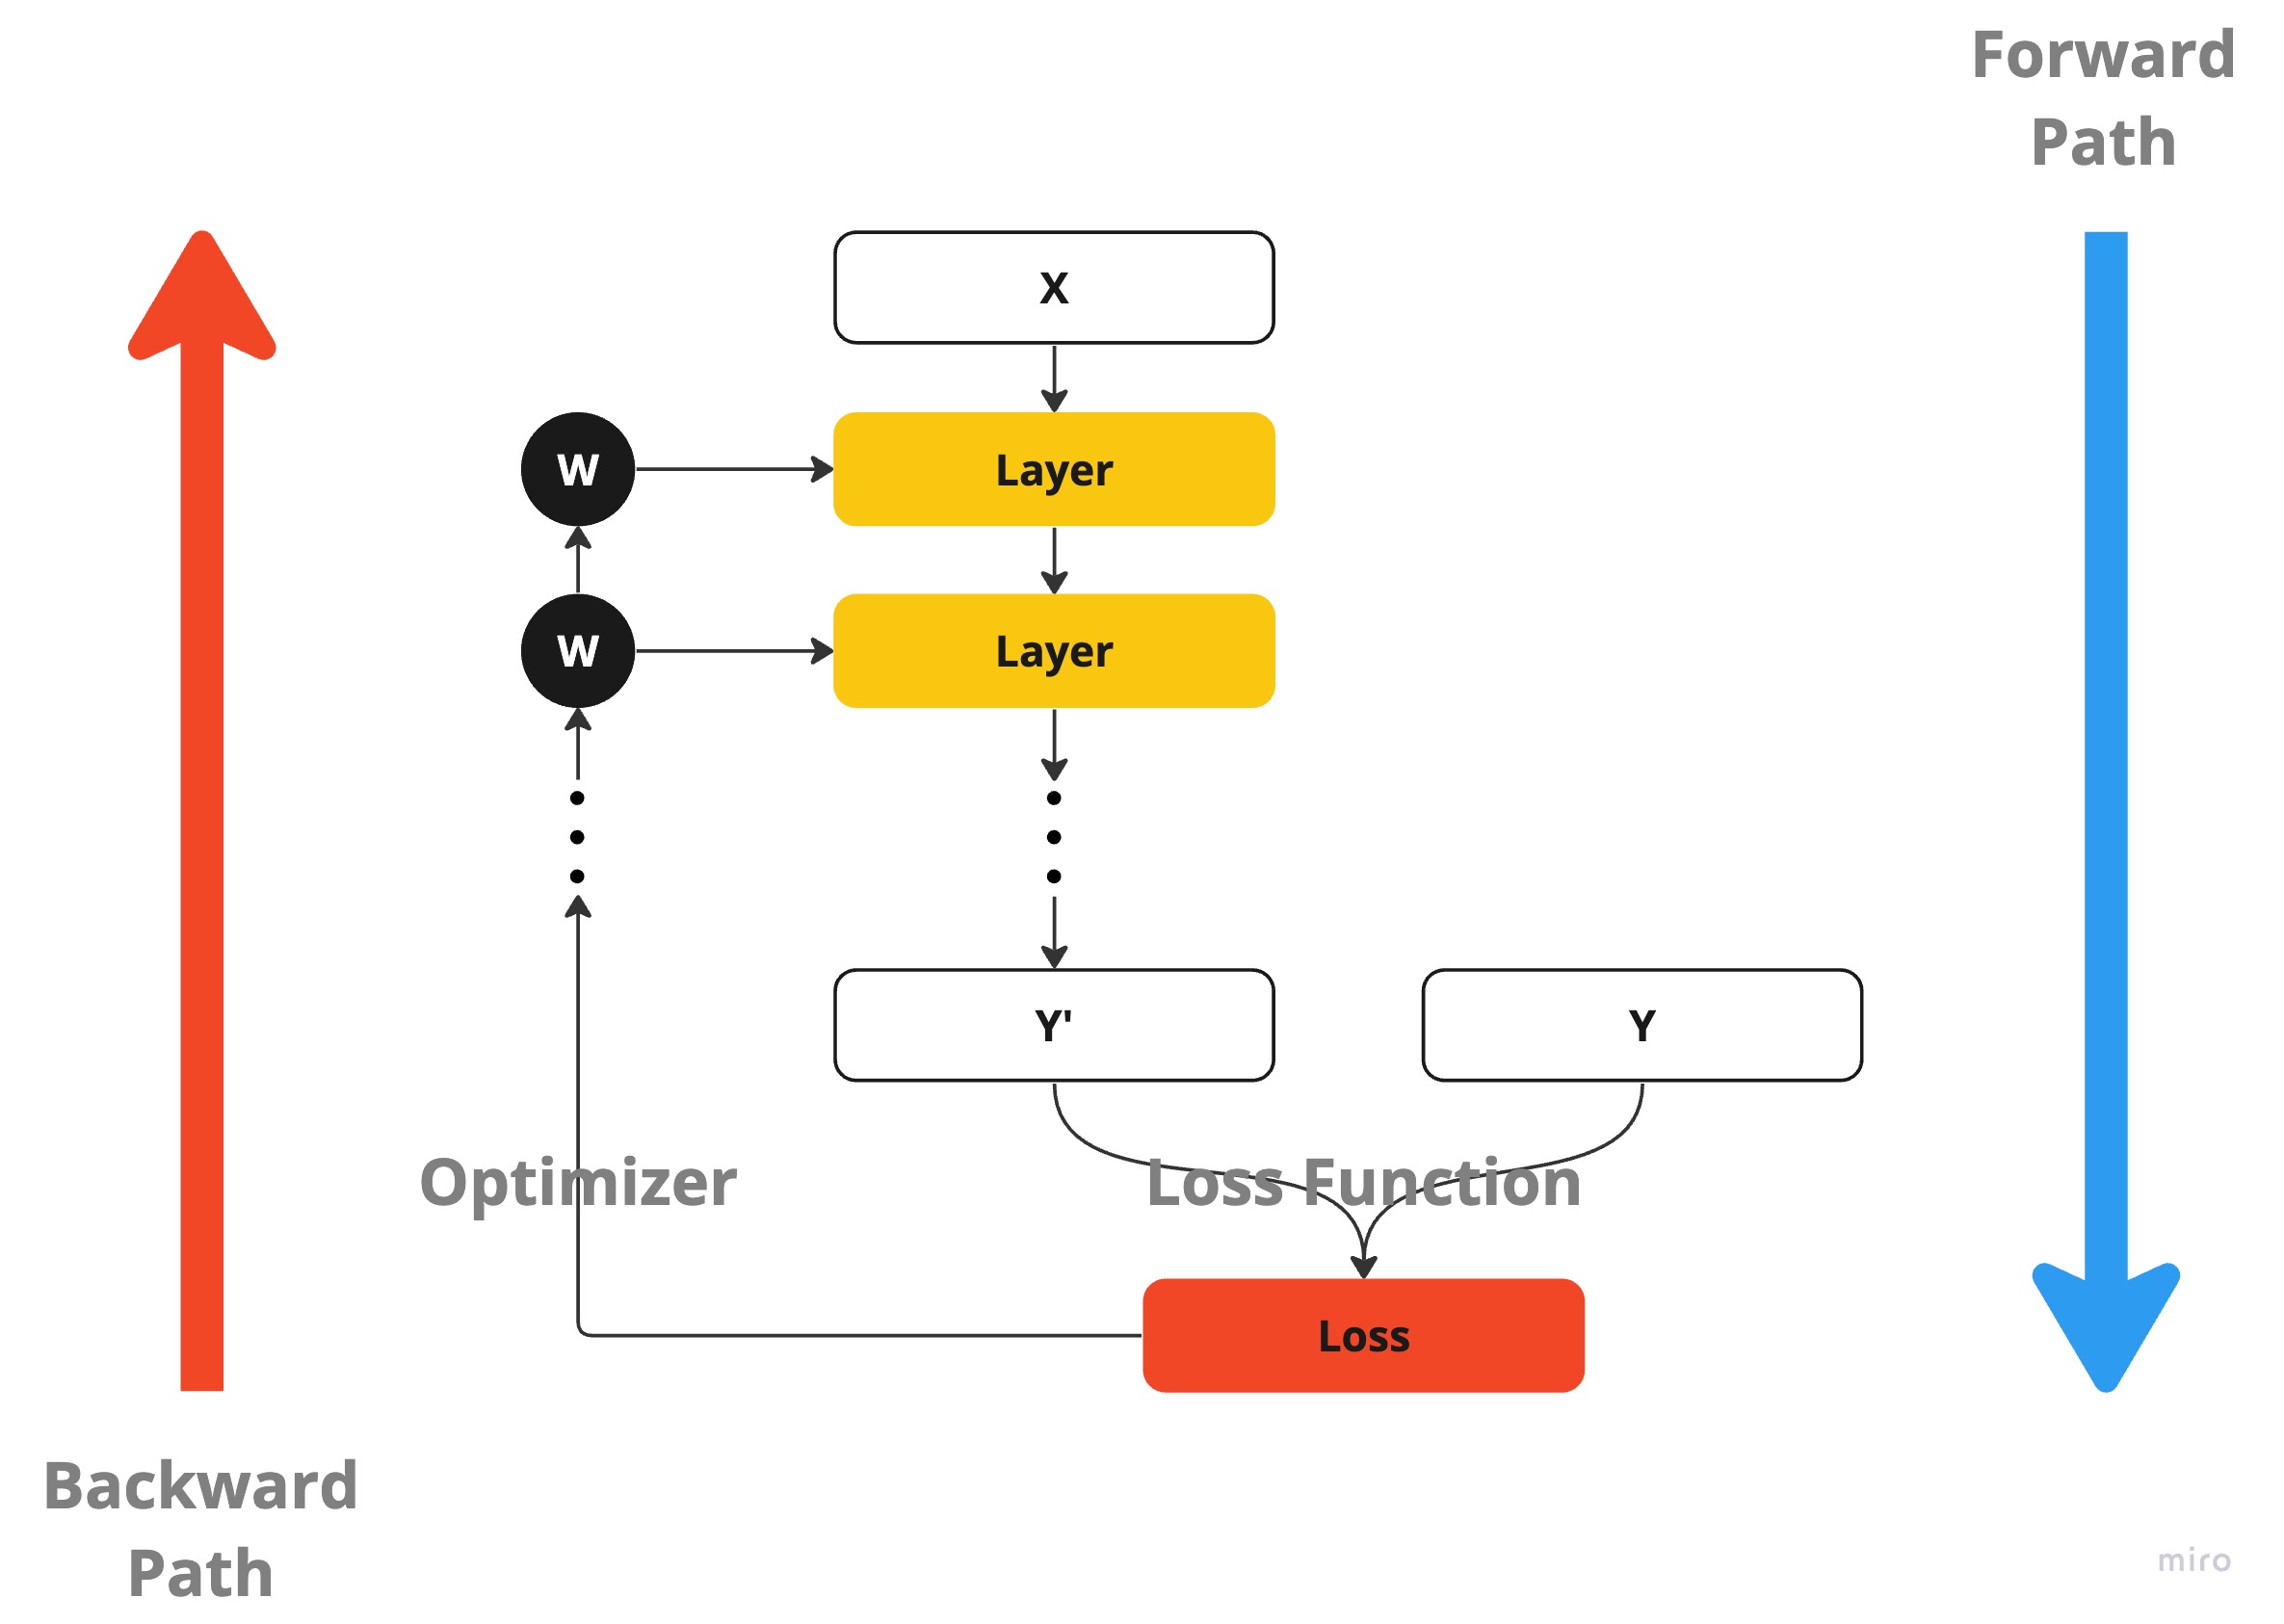 Forward
Path
X
W
Layer
W
Layer
Y'
Y
Optimizer
Loss Function
Loss
Backward
Path
miro